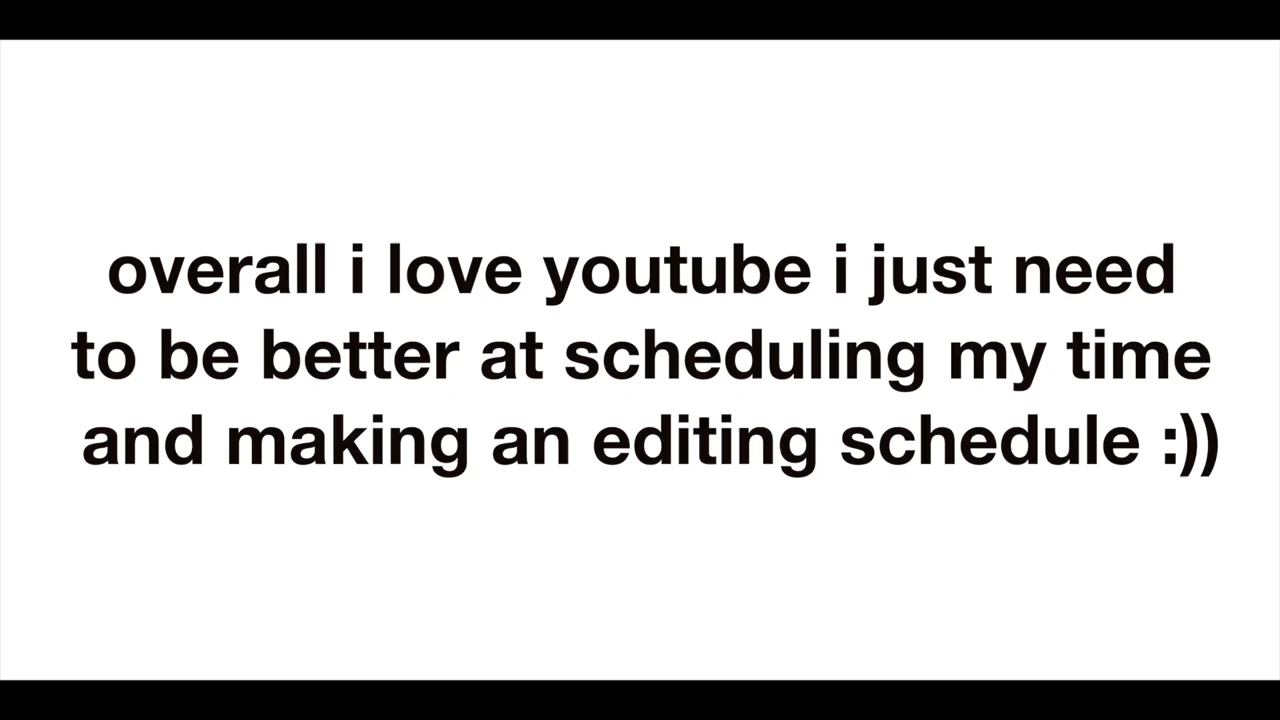 overall i love youtube i just need
to be better at scheduling my time
and making an editing schedule :))